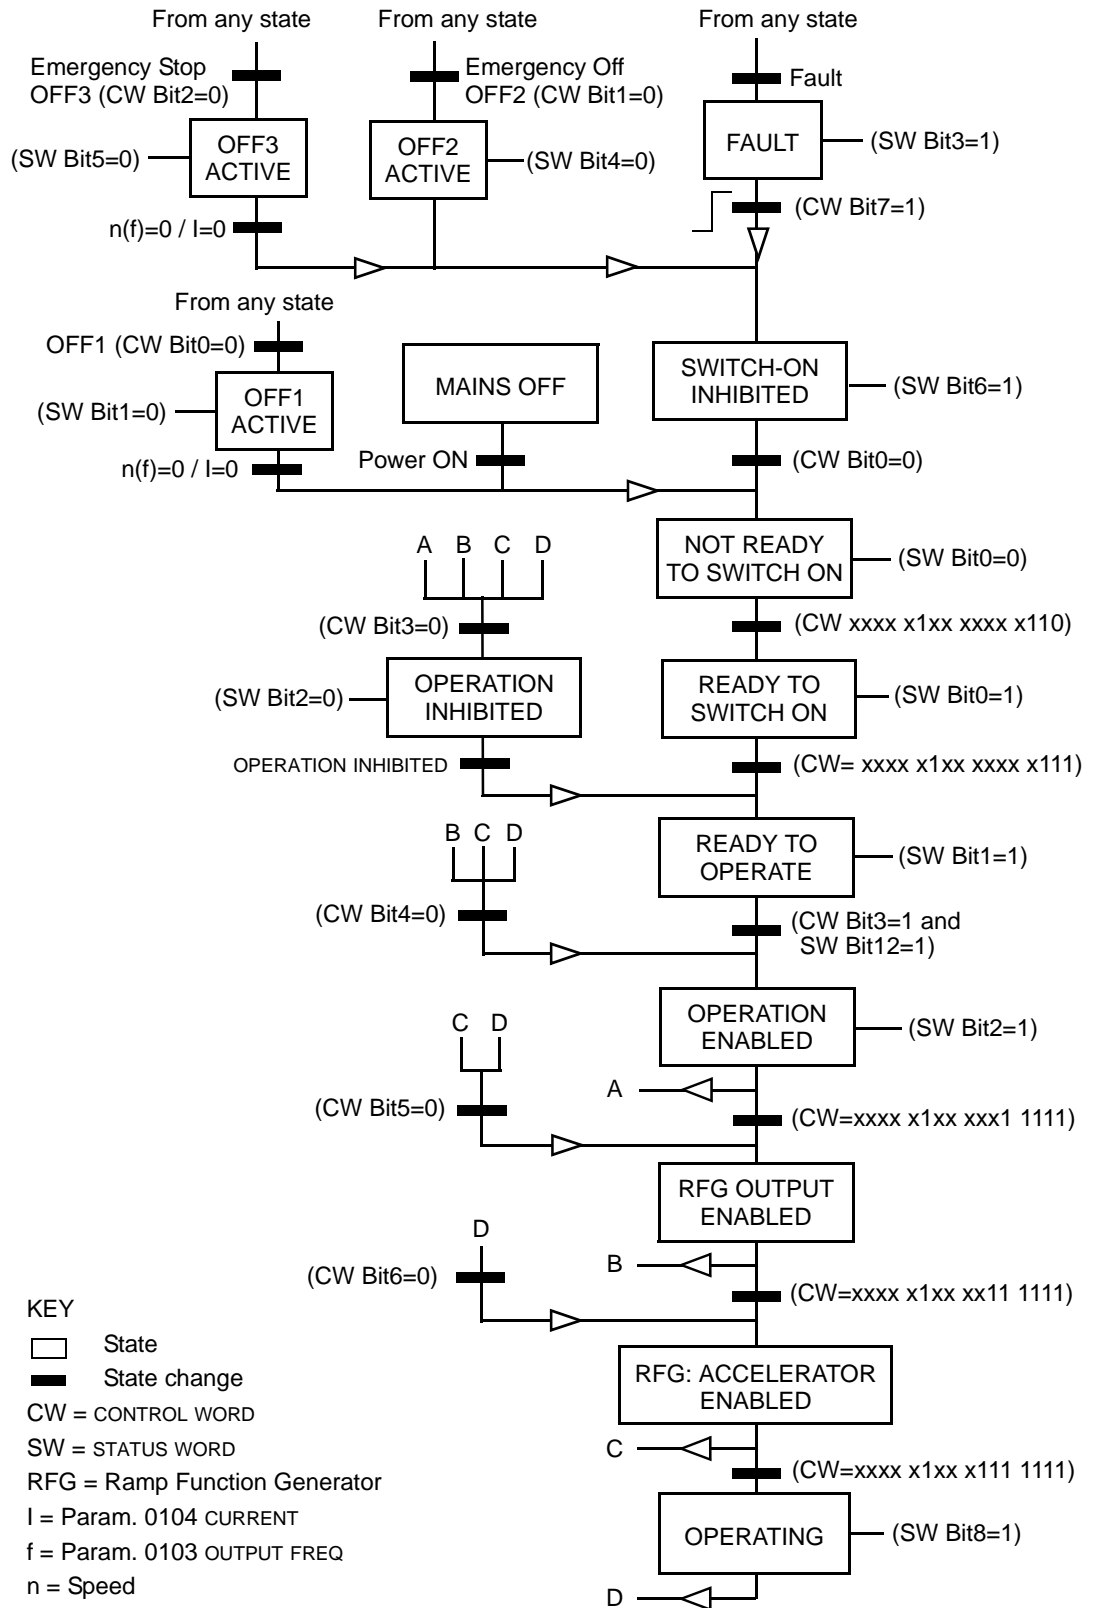 From any state
From any state
From any state
Emergency Stop
OFF3 (CW Bit2=0)
Emergency Off
OFF2 (CW Bit1=0)
Fault
OFF3
ACTIVE
(SW Bit5=0)
OFF2
ACTIVE
(SW Bit4=0)
FAULT
(SW Bit3=1)
n(f)=0 / I=0
(CW Bit7=1)
From any state
OFF1 (CW Bit0=0)
OFF1
ACTIVE
(SW Bit1=0)
n(f)=0 / I=0
MAINS OFF
Power ON
SWITCH-ON
INHIBITED
(SW Bit6=1)
(CW Bit0=0)
NOT READY
TO SWITCH ON
(SW Bit0=0)
A B C D
(CW Bit3=0)
(CW xxxx x1xx xxxx x110)
OPERATION
INHIBITED
(SW Bit2=0)
READY TO
SWITCH ON
(SW Bit0=1)
OPERATION INHIBITED
(CW= xxxx x1xx xxxx x111)
B C D
READY TO
OPERATE
(SW Bit1=1)
(CW Bit4=0)
(CW Bit3=1 and
SW Bit12=1)
C D
OPERATION
ENABLED
(SW Bit2=1)
A
(CW Bit5=0)
(CW=xxxx x1xx xxx1 1111)
RFG OUTPUT
ENABLED
D
B
(CW Bit6=0)
(CW=xxxx x1xx xx11 1111)
RFG: ACCELERATOR
ENABLED
C
(CW=xxxx x1xx x111 1111)
OPERATING
(SW Bit8=1)
D
KEY
State
State change
CW = CONTROL WORD
SW = STATUS WORD
RFG = Ramp Function Generator
I = Param. 0104 CURRENT
f = Param. 0103 OUTPUT FREQ
n = Speed